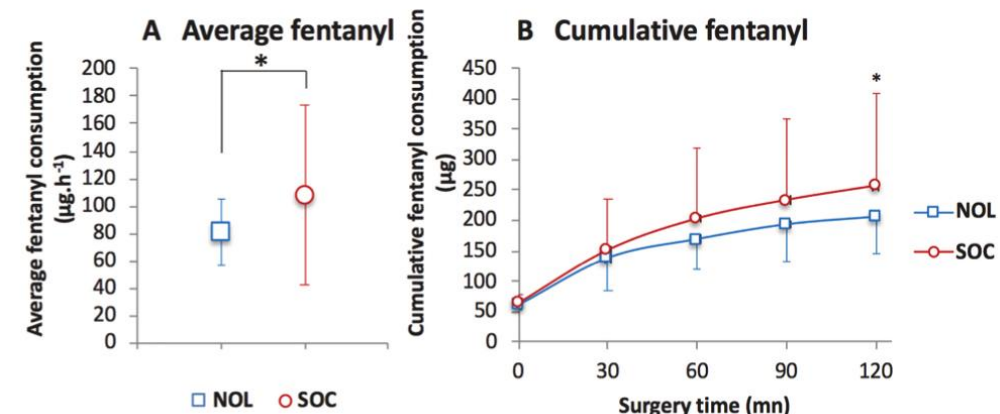 A Average fentanyl
Average fentanyl consumption
(µg.h-1)
200
180
160
140
120
100
80
60
40
20
0
*
NOL
SOC
B Cumulative fentanyl
Cumulative fentanyl consumption
(µg)
450
400
350
300
250
200
150
100
50
0
*
0 30 60 90 120
Surgery time (mn)
NOL
SOC